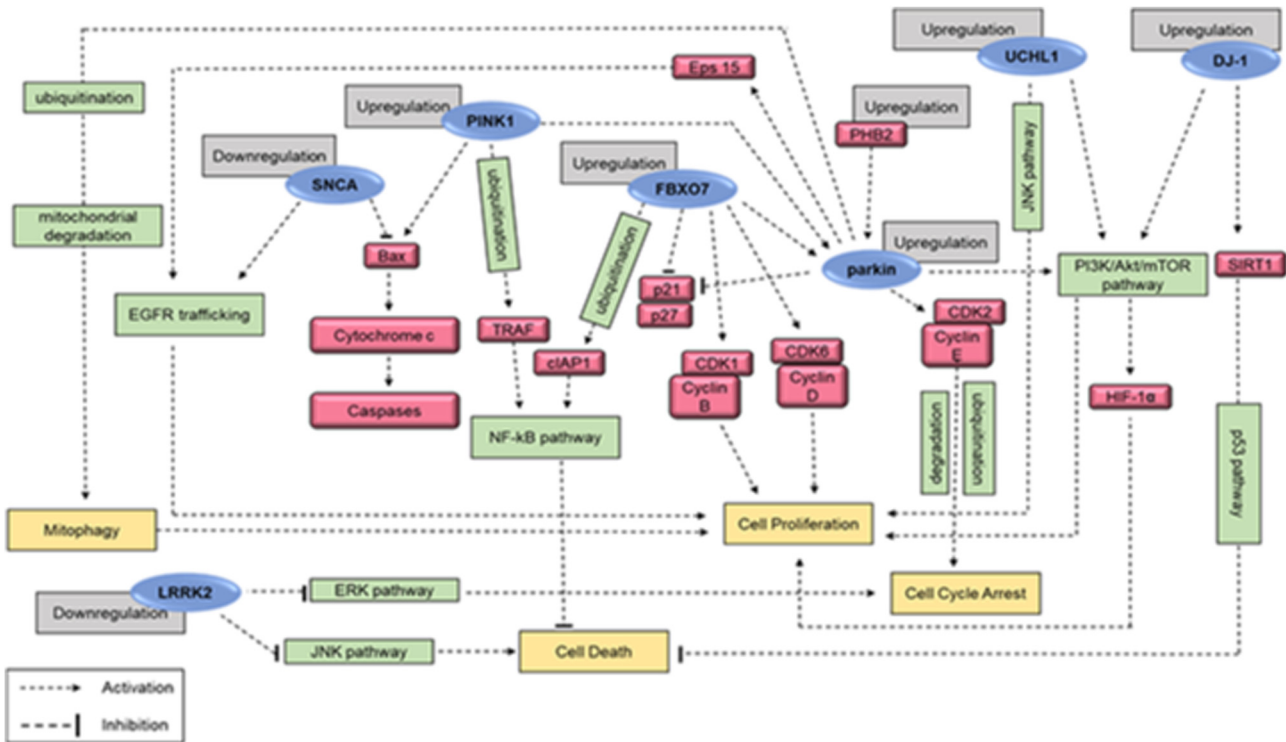 Upregulation
UCHL1
Upregulation
DJ-1
Eps 15
ubiquitination
Upregulation
PINK1
Upregulation
PHB2
JNK pathway
Downregulation
SNCA
Upregulation
FBXO7
ubiquitination
mitochondrial
degradation
Bax
ubiquitination
Upregulation
parkin
PI3K/Akt/mTOR
pathway
SIRT1
EGFR trafficking
p21
p27
Cytochrome c
TRAF
cIAP1
CDK2
Cyclin
E
CDK1
Cyclin
B
CDK6
Cyclin
D
Caspases
HIF-1α
NF-kB pathway
degradation
ubiquitination
p53 pathway
Mitophagy
Cell Proliferation
LRRK2
Downregulation
ERK pathway
Cell Cycle Arrest
JNK pathway
Cell Death
Activation
Inhibition